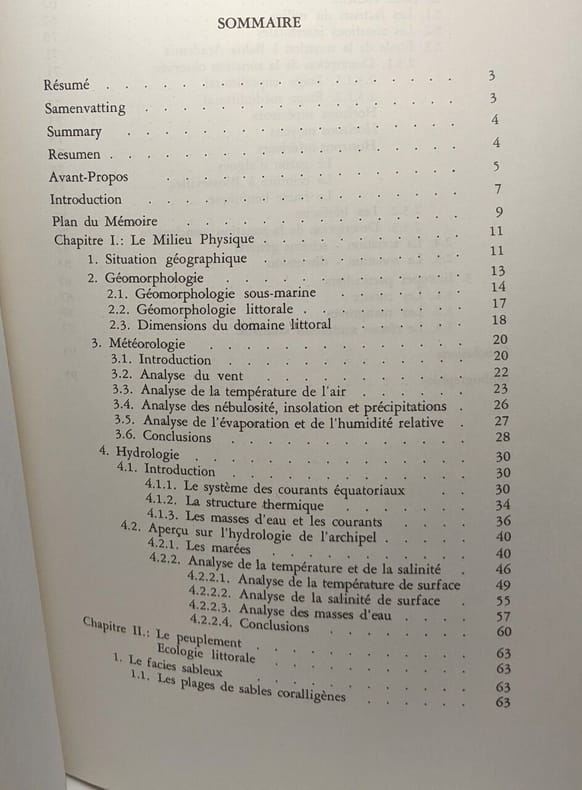 SOMMAIRE
Résumé . . . . . . . . . . . . . . . 3
Samenvatting . . . . . . . . . . . . . 3
Summary . . . . . . . . . . . . . . 4
Resumen . . . . . . . . . . . . . . 4
Avant-Propos . . . . . . . . . . . . . 5
Introduction . . . . . . . . . . . . . 7
Plan du Mémoire . . . . . . . . . . . . 9
Chapitre I.: Le Milieu Physique . . . . . . . . . 11
1. Situation géographique . . . . . . . . . 11
2. Géomorphologie . . . . . . . . . . 13
2.1. Géomorphologie sous-marine . . . . . 14
2.2. Géomorphologie littorale . . . . . . . 17
2.3. Dimensions du domaine littoral . . . . . 18
3. Météorologie . . . . . . . . . . . 20
3.1. Introduction . . . . . . . . . . 20
3.2. Analyse du vent . . . . . . . . . 22
3.3. Analyse de la température de l'air . . . . . 23
3.4. Analyse des nébulosité, insolation et précipitations . 26
3.5. Analyse de l'évaporation et de l'humidité relative . 27
3.6. Conclusions . . . . . . . . . . 28
4. Hydrologie . . . . . . . . . . . 30
4.1. Introduction . . . . . . . . . . 30
4.1.1. Le système des courants équatoriaux . . 30
4.1.2. La structure thermique . . . . . 34
4.1.3. Les masses d'eau et les courants . . . . 36
4.2. Aperçu sur l'hydrologie de l'archipel . . . . 40
4.2.1. Les marées . . . . . . . . 40
4.2.2. Analyse de la température et de la salinité . 46
4.2.2.1. Analyse de la température de surface 49
4.2.2.2. Analyse de la salinité de surface . 55
4.2.2.3. Analyse des masses d'eau . . . 57
4.2.2.4. Conclusions . . . . . . 60
Chapitre II.: Le peuplement . . . . . . . . . 63
Ecologie littorale . . . . . . . . 63
1. Le facies sableux . . . . . . . . . 63
1.1. Les plages de sables coralligènes . . . . . 63